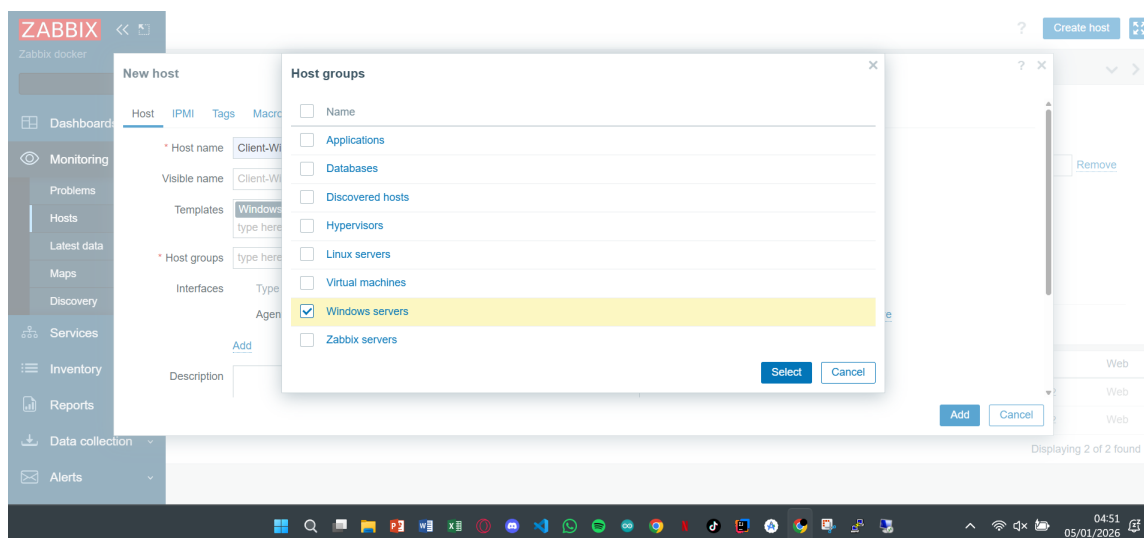 ZABBIX
Zabbix docker
? Create host
New host
? ×
Host groups
Host IPMI Tags Macro
Name
Applications
Databases
Discovered hosts
Hypervisors
Linux servers
Virtual machines
Windows servers
Zabbix servers
Select Cancel
* Host name Client-Wi
Visible name Client-Wi
Templates Windows
type here
* Host groups type here
Interfaces Type
Agen
Add
Description
Add Cancel
Remove
Dashboards
Monitoring
Problems
Hosts
Latest data
Maps
Discovery
Services
Inventory
Reports
Data collection
Alerts
Web
Web
Web
Displaying 2 of 2 found
04:51
05/01/2026